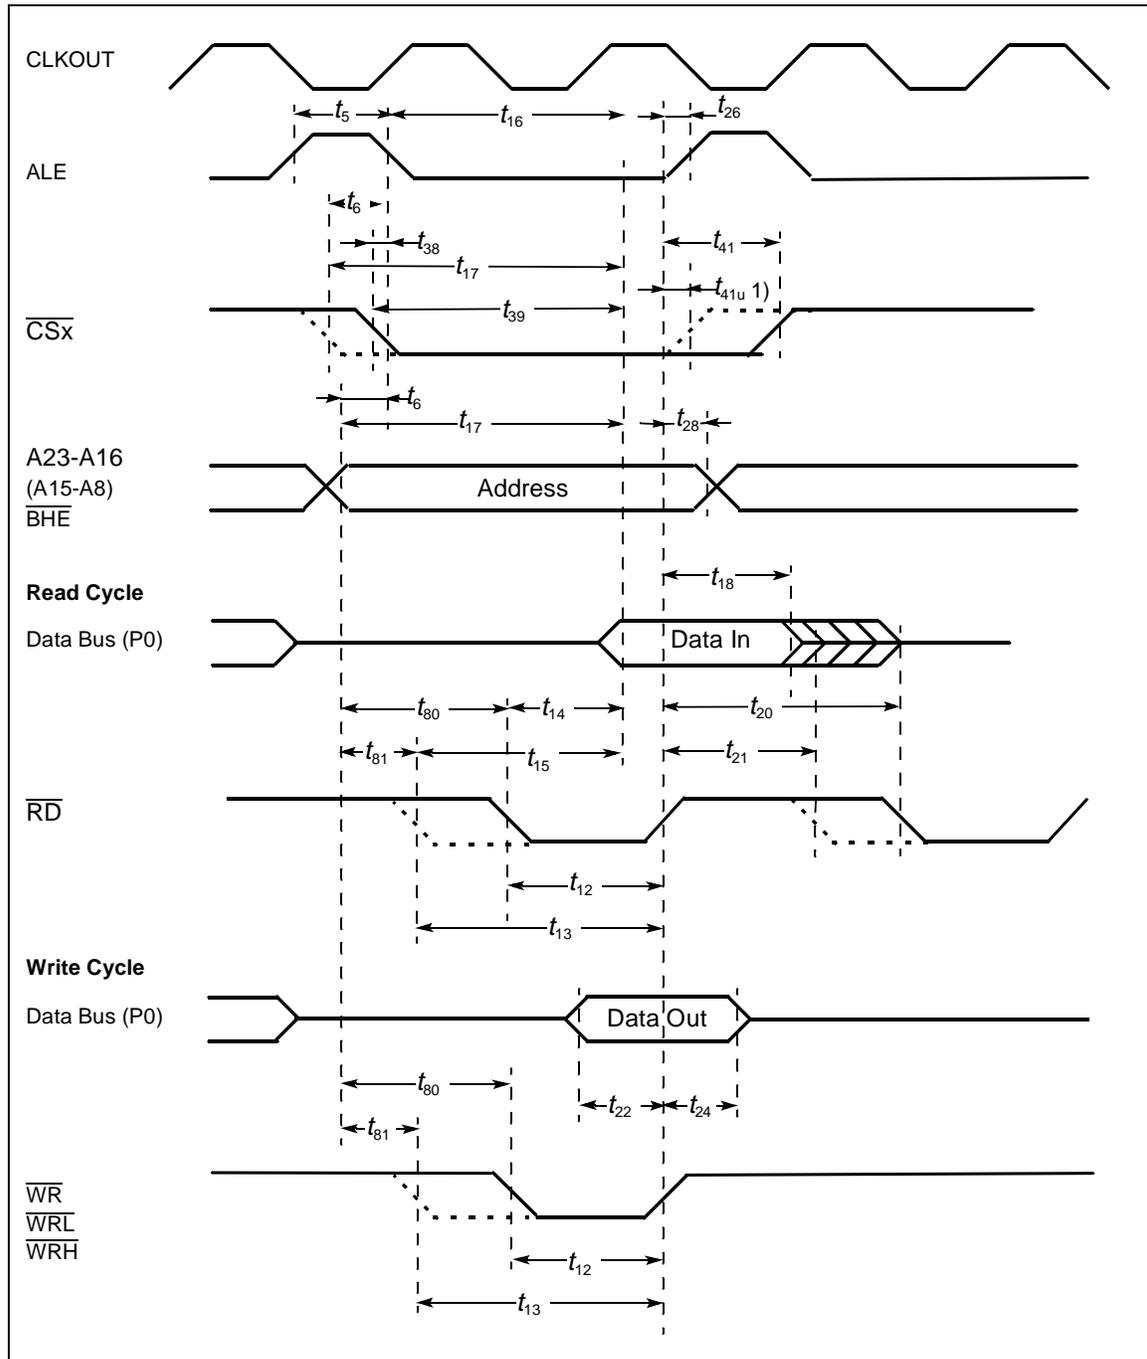 CLKOUT
t5
t16
t26
ALE
t6
t38
t41
t17
t41u 1)
t39
CSx
t6
t17
t28
A23-A16
(A15-A8)
BHE
Address
t18
Read Cycle
Data Bus (P0)
Data In
t80
t14
t20
t81
t15
t21
RD
t12
t13
Write Cycle
Data Bus (P0)
Data Out
t80
t22
t24
t81
WR
WRL
WRH
t12
t13